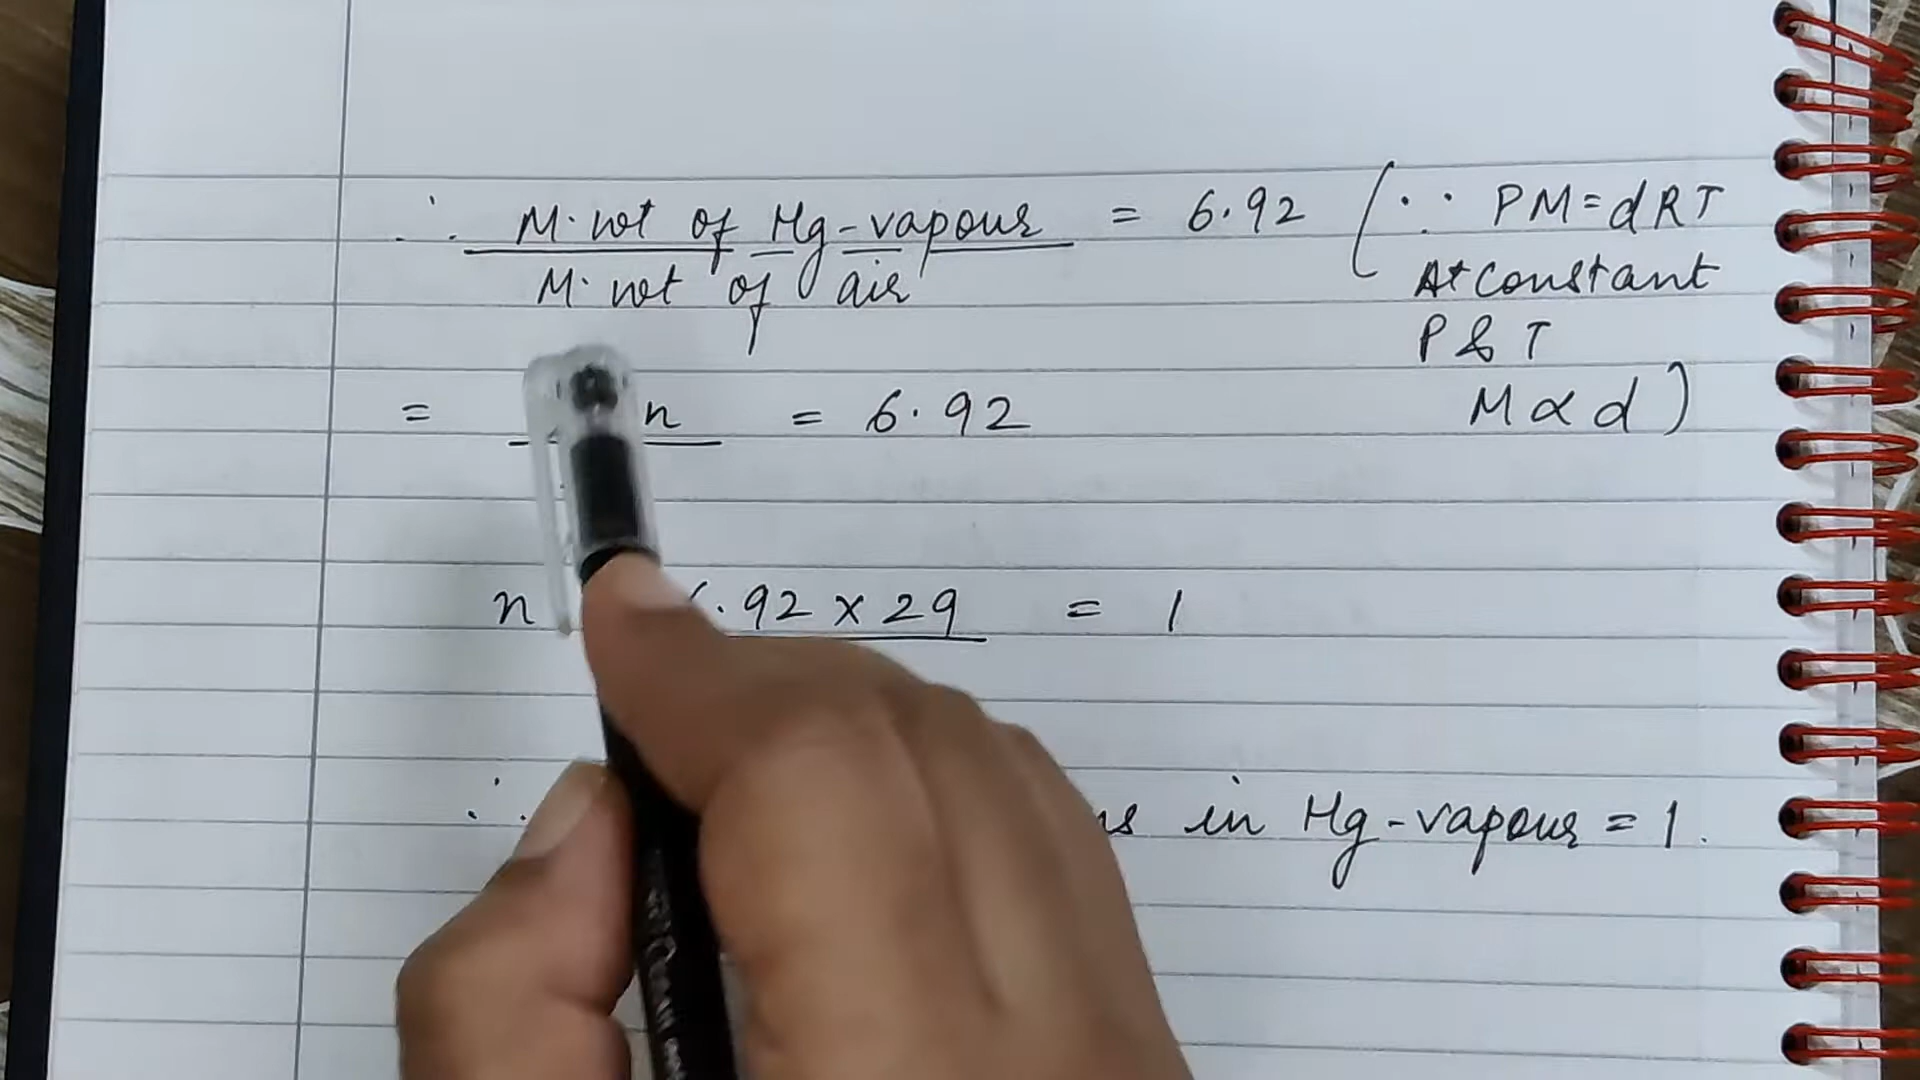 ∴ M.wt of Hg-vapour = 6.92 (∵ PM = dRT
M.wt of air At constant
P & T
= n = 6.92 M ∝ d)
n .92 x 29 = 1
∴ in Hg-vapour = 1.